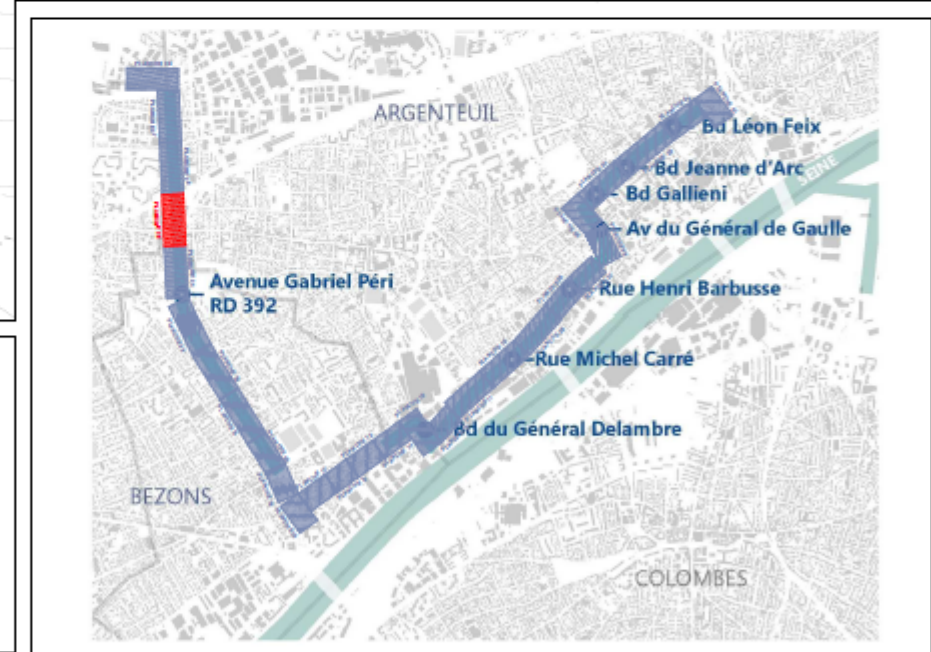 ARGENTEUIL
Bd Léon Feix
Bd Jeanne d'Arc
SEINE
Bd Gallieni
Av du Général de Gaulle
Avenue Gabriel Péri
RD 392
Rue Henri Barbusse
Rue Michel Carré
Bd du Général Delambre
BEZONS
COLOMBES